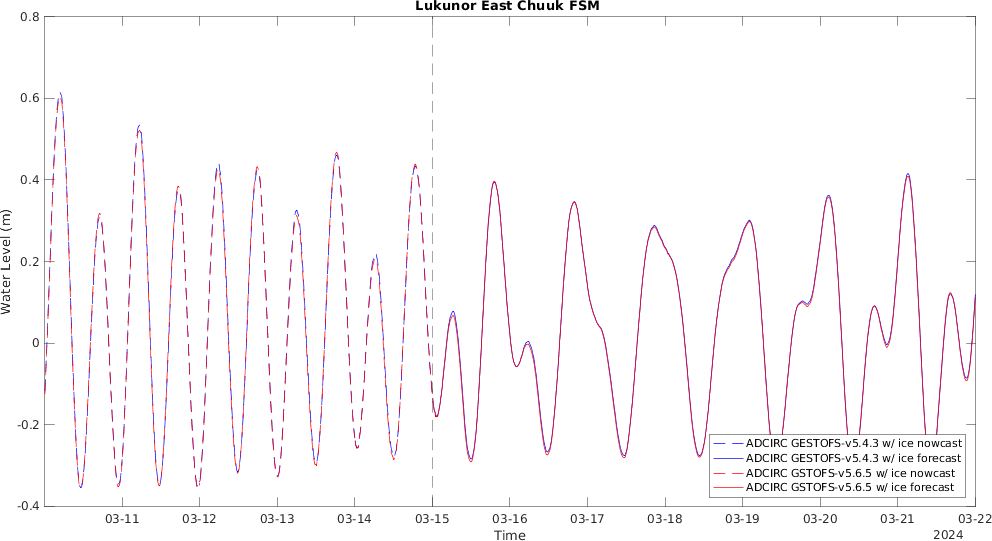 Lukunor East Chuuk FSM
0.8
0.6
0.4
0.2
0
-0.2
-0.4
Water Level (m)
ADCIRC GESTOFS-v5.4.3 w/ ice nowcast
ADCIRC GESTOFS-v5.4.3 w/ ice forecast
ADCIRC GSTOFS-v5.6.5 w/ ice nowcast
ADCIRC GSTOFS-v5.6.5 w/ ice forecast
03-11 03-12 03-13 03-14 03-15 03-16 03-17 03-18 03-19 03-20 03-21 03-22
Time
2024